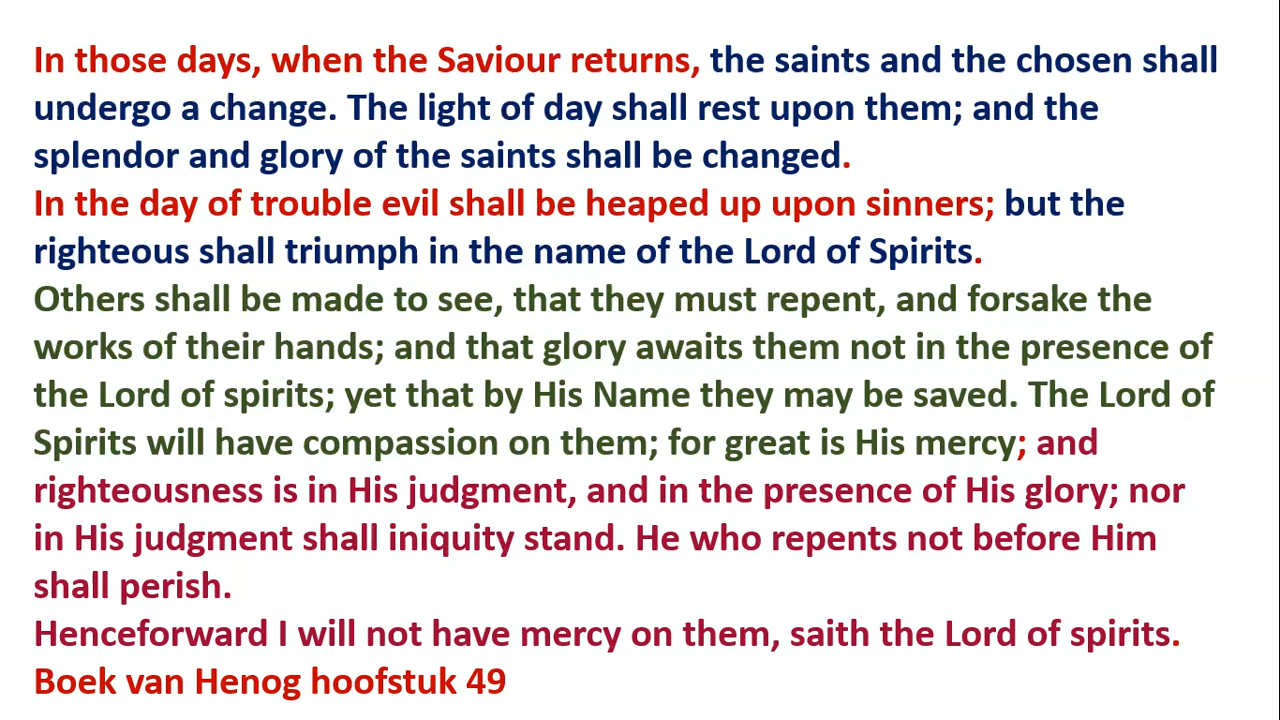 In those days, when the Saviour returns, the saints and the chosen shall
undergo a change. The light of day shall rest upon them; and the
splendor and glory of the saints shall be changed.
In the day of trouble evil shall be heaped up upon sinners; but the
righteous shall triumph in the name of the Lord of Spirits.
Others shall be made to see, that they must repent, and forsake the
works of their hands; and that glory awaits them not in the presence of
the Lord of spirits; yet that by His Name they may be saved. The Lord of
Spirits will have compassion on them; for great is His mercy; and
righteousness is in His judgment, and in the presence of His glory; nor
in His judgment shall iniquity stand. He who repents not before Him
shall perish.
Henceforward I will not have mercy on them, saith the Lord of spirits.
Boek van Henog hoofstuk 49